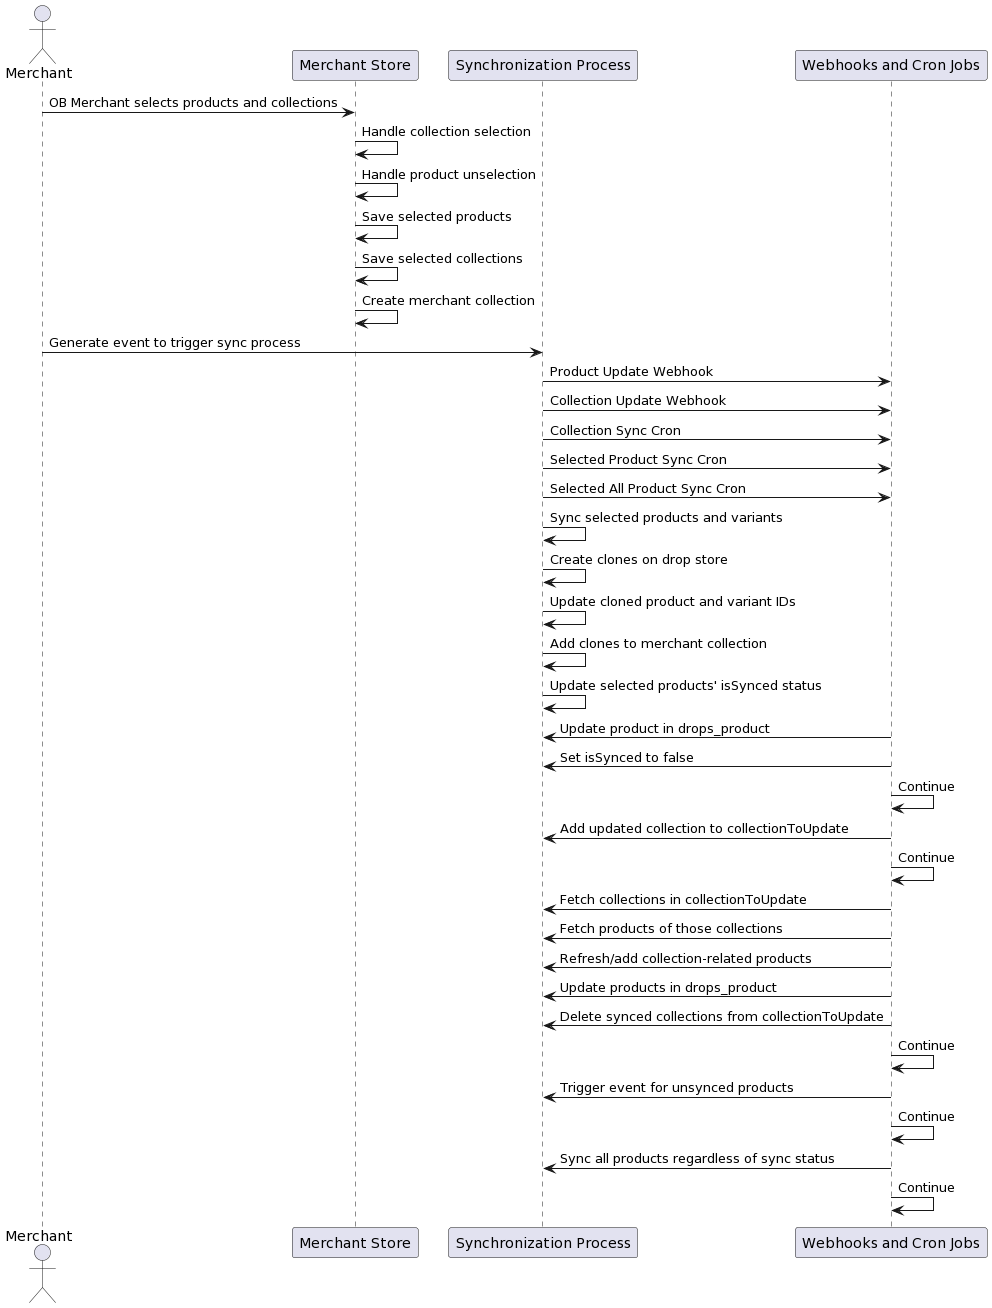 Merchant
Merchant Store
Synchronization Process
Webhooks and Cron Jobs
OB Merchant selects products and collections
Handle collection selection
Handle product unselection
Save selected products
Save selected collections
Create merchant collection
Generate event to trigger sync process
Product Update Webhook
Collection Update Webhook
Collection Sync Cron
Selected Product Sync Cron
Selected All Product Sync Cron
Sync selected products and variants
Create clones on drop store
Update cloned product and variant IDs
Add clones to merchant collection
Update selected products' isSynced status
Update product in drops_product
Set isSynced to false
Continue
Add updated collection to collectionToUpdate
Continue
Fetch collections in collectionToUpdate
Fetch products of those collections
Refresh/add collection-related products
Update products in drops_product
Delete synced collections from collectionToUpdate
Continue
Trigger event for unsynced products
Continue
Sync all products regardless of sync status
Continue
Merchant
Merchant Store
Synchronization Process
Webhooks and Cron Jobs